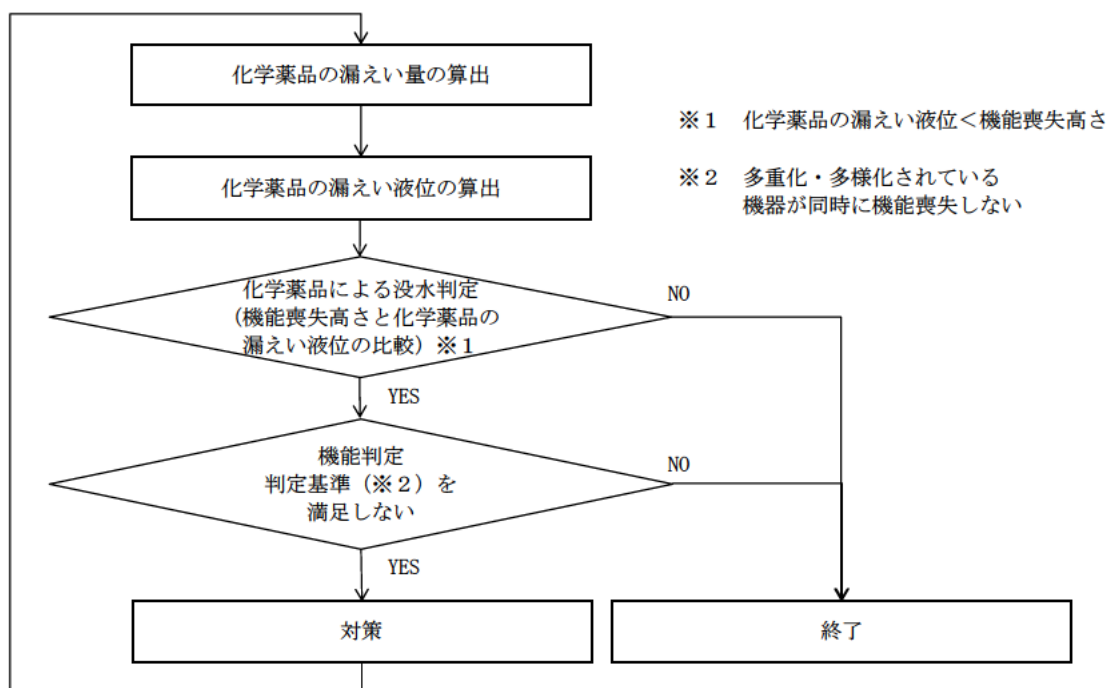 化学薬品の漏えい量の算出
※１　化学薬品の漏えい液位＜機能喪失高さ
化学薬品の漏えい液位の算出
※２　多重化・多様化されている
機器が同時に機能喪失しない
化学薬品による没水判定
（機能喪失高さと化学薬品の
漏えい液位の比較）※１
NO
YES
機能判定
判定基準（※２）を
満足しない
NO
YES
対策
終了